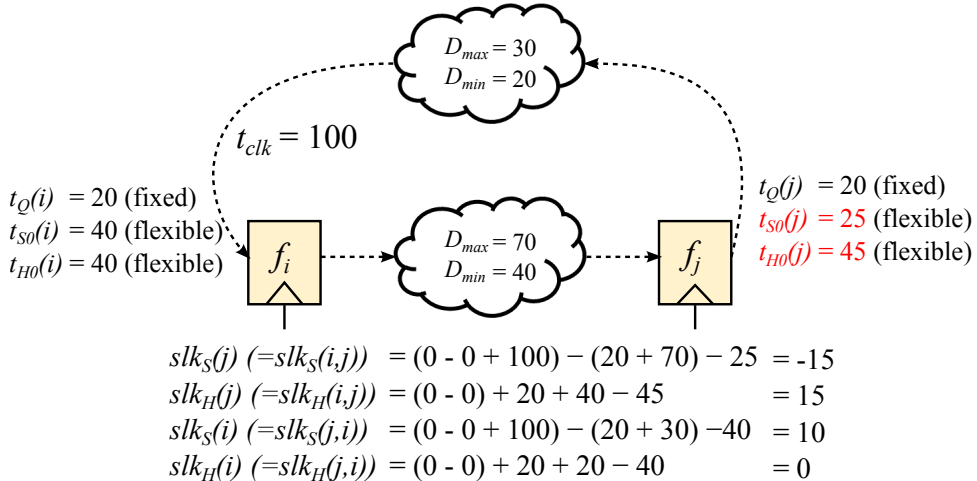 D_max = 30
D_min = 20
t_clk = 100
t_Q(i) = 20 (fixed)
t_S0(i) = 40 (flexible)
t_H0(i) = 40 (flexible)
f_i
D_max = 70
D_min = 40
f_j
t_Q(j) = 20 (fixed)
t_S0(j) = 25 (flexible)
t_H0(j) = 45 (flexible)
slk_S(j) (=slk_S(i,j)) = (0 - 0 + 100) − (20 + 70) − 25 = -15
slk_H(j) (=slk_H(i,j)) = (0 - 0) + 20 + 40 − 45 = 15
slk_S(i) (=slk_S(j,i)) = (0 - 0 + 100) − (20 + 30) −40 = 10
slk_H(i) (=slk_H(j,i)) = (0 - 0) + 20 + 20 − 40 = 0